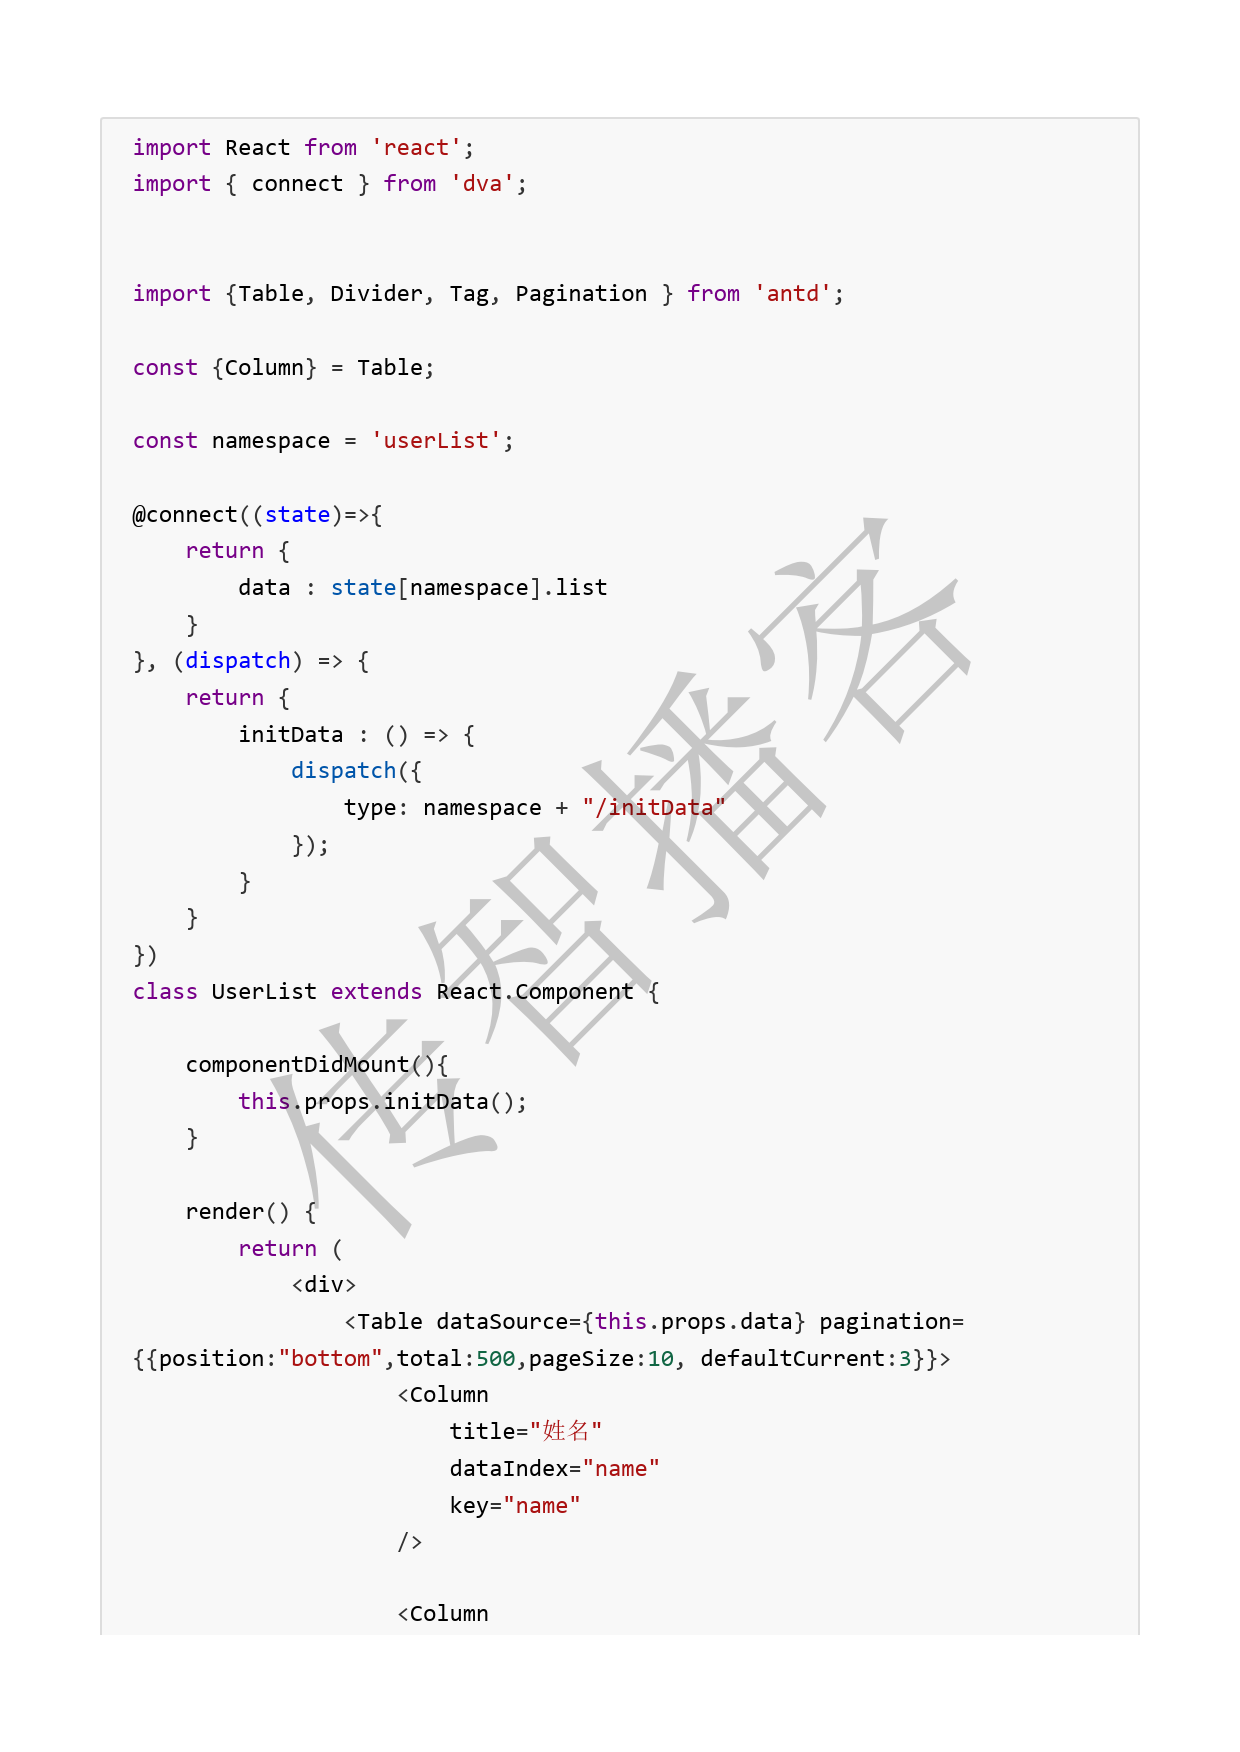 import React from 'react';
import { connect } from 'dva';
import {Table, Divider, Tag, Pagination } from 'antd';
const {Column} = Table;
const namespace = 'userList';
@connect((state)=>{
    return {
        data : state[namespace].list
    }
}, (dispatch) => {
    return {
        initData : () => {
            dispatch({
                type: namespace + "/initData"
            });
        }
    }
})
class UserList extends React.Component {
    componentDidMount(){
        this.props.initData();
    }
    render() {
        return (
            <div>
                <Table dataSource={this.props.data} pagination=
{{position:"bottom",total:500,pageSize:10, defaultCurrent:3}}>
                    <Column
                        title="姓名"
                        dataIndex="name"
                        key="name"
                    />
                    <Column
传智播客